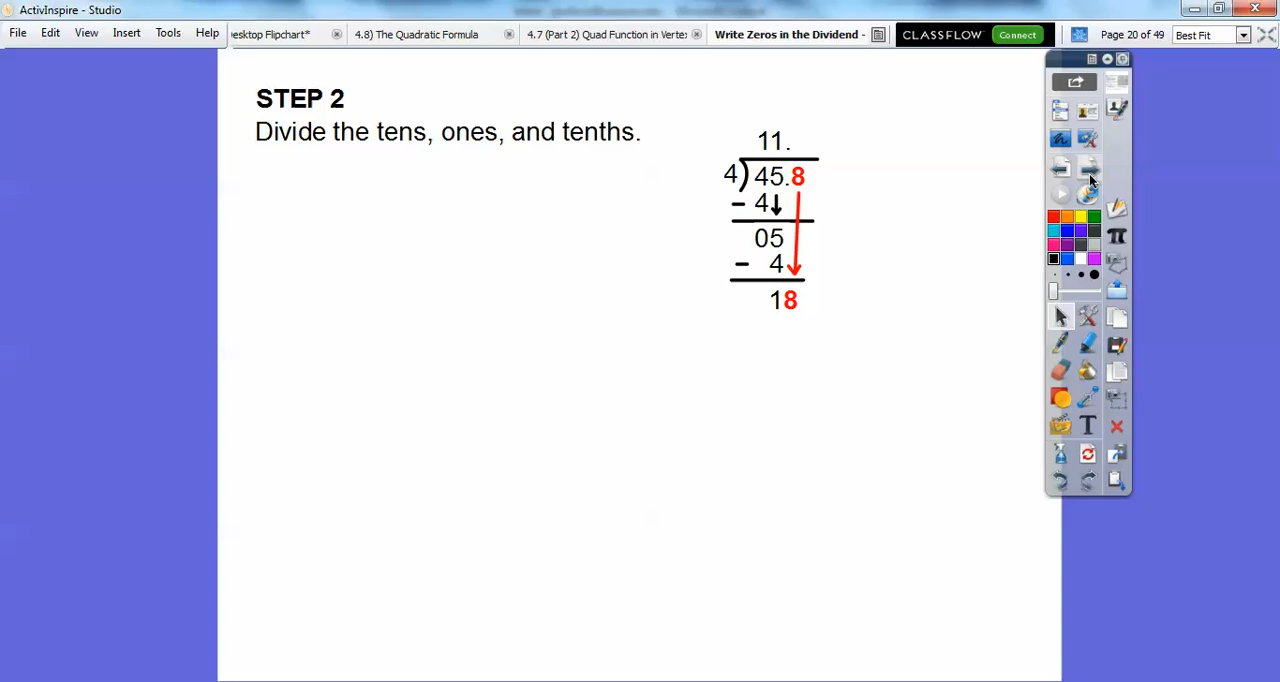 ActivInspire - Studio
File Edit View Insert Tools Help esktop Flipchart* 4.8) The Quadratic Formula 4.7 (Part 2) Quad Function in Vertex Write Zeros in the Dividend - CLASSFLOW Connect Page 20 of 49 Best Fit
STEP 2
Divide the tens, ones, and tenths.
11.
4)45.8
- 4
05
- 4
18
π
T